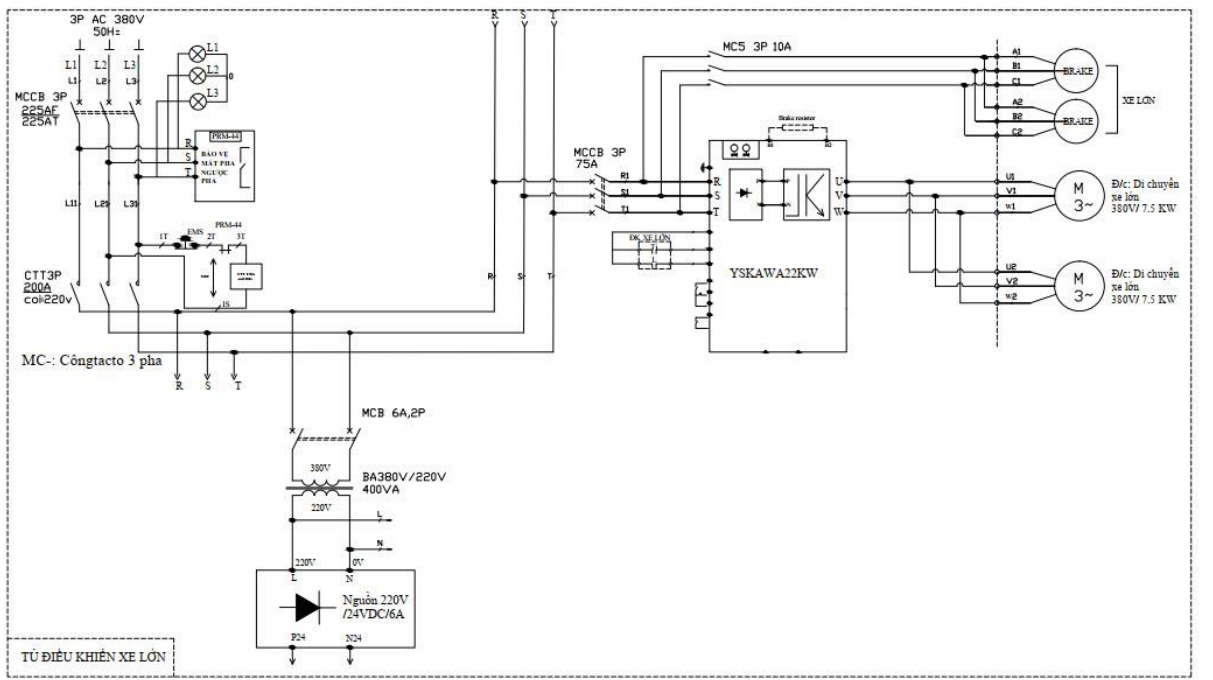 3P AC 380V
50H=
L1 L2 L3
L1 L2 L3
MCCB 3P
225AF
225AT
L1
L2
0
L3
PRM-44
R
S
T
BẢO VỆ
MẤT PHA
NGƯỢC
PHA
L11 L21 L31
1T
EMS
2T
PRM-44
3T
1S
CTT3P
200A
coil220v
MC-: Côngtacto 3 pha
R S T
R S T
R S T
MCB 6A,2P
380V
BA380V/220V
400VA
220V
L
N
220V 0V
L N
Nguồn 220V
/24VDC/6A
P24 N24
TỦ ĐIỀU KHIỂN XE LỚN
MC5 3P 10A
MCCB 3P
75A
R1
S1
T1
Brake resistor
R
S
T
U
V
W
ĐK XE LỚN
YSKAWA22KW
A1
B1
C1
BRAKE
A2
B2
C2
BRAKE
XE LỚN
U1
V1
W1
M
3~
Đ/c: Di chuyển
xe lớn
380V/ 7.5 KW
U2
V2
W2
M
3~
Đ/c: Di chuyển
xe lớn
380V/ 7.5 KW